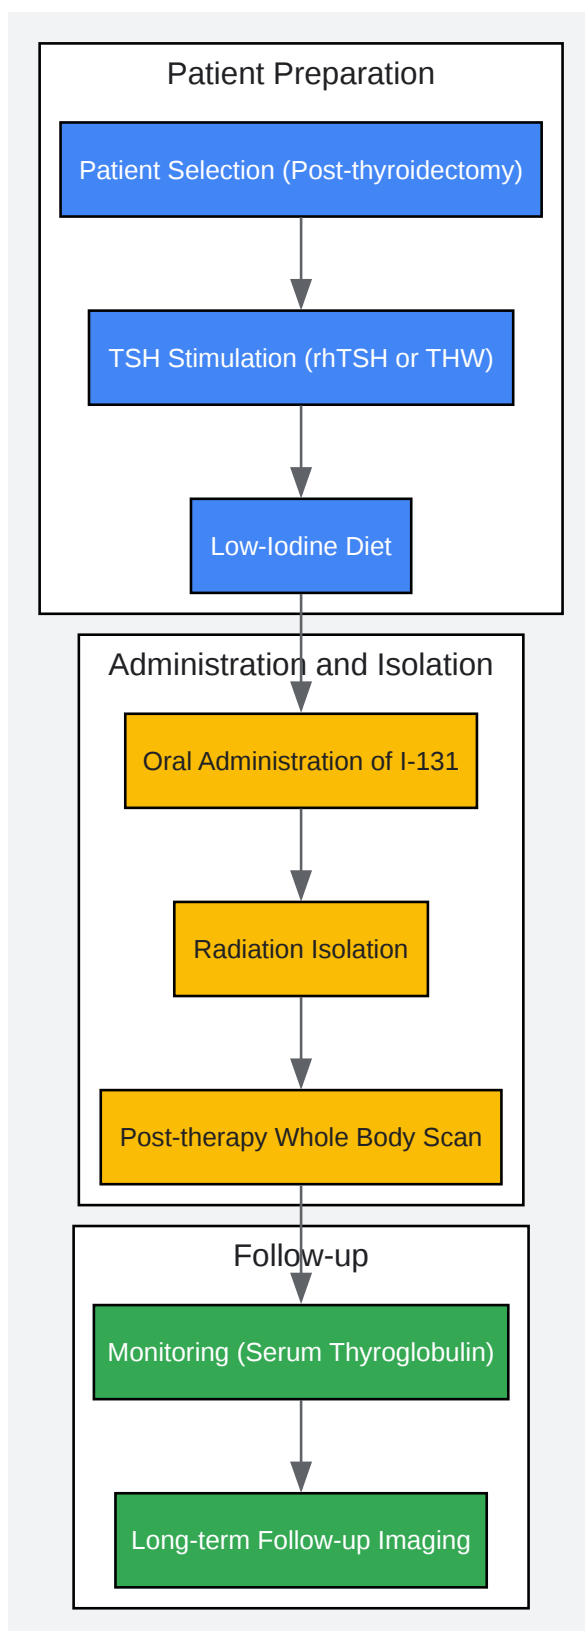 Patient Preparation
Patient Selection (Post-thyroidectomy)
TSH Stimulation (rhTSH or THW)
Low-Iodine Diet
Administration and Isolation
Oral Administration of I-131
Radiation Isolation
Post-therapy Whole Body Scan
Follow-up
Monitoring (Serum Thyroglobulin)
Long-term Follow-up Imaging